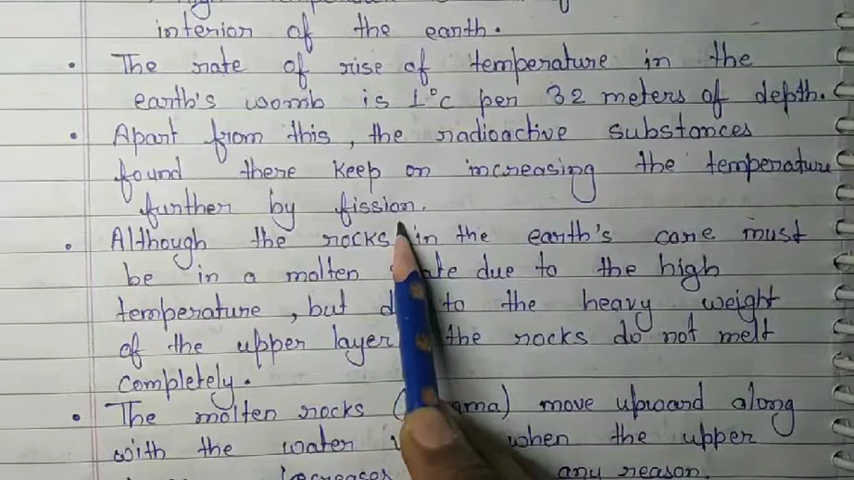 interior of the earth.
• The rate of rise of temperature in the
earth's womb is 1°c per 32 meters of depth.
• Apart from this, the radioactive substances
found there keep on increasing the temperature
further by fission.
• Although the rocks in the earth's core must
be in a molten due to the high
temperature, but to the heavy weight
of the upper layer the rocks do not melt
completely.
• The molten rocks move upward along
with the water when the upper
any reason.